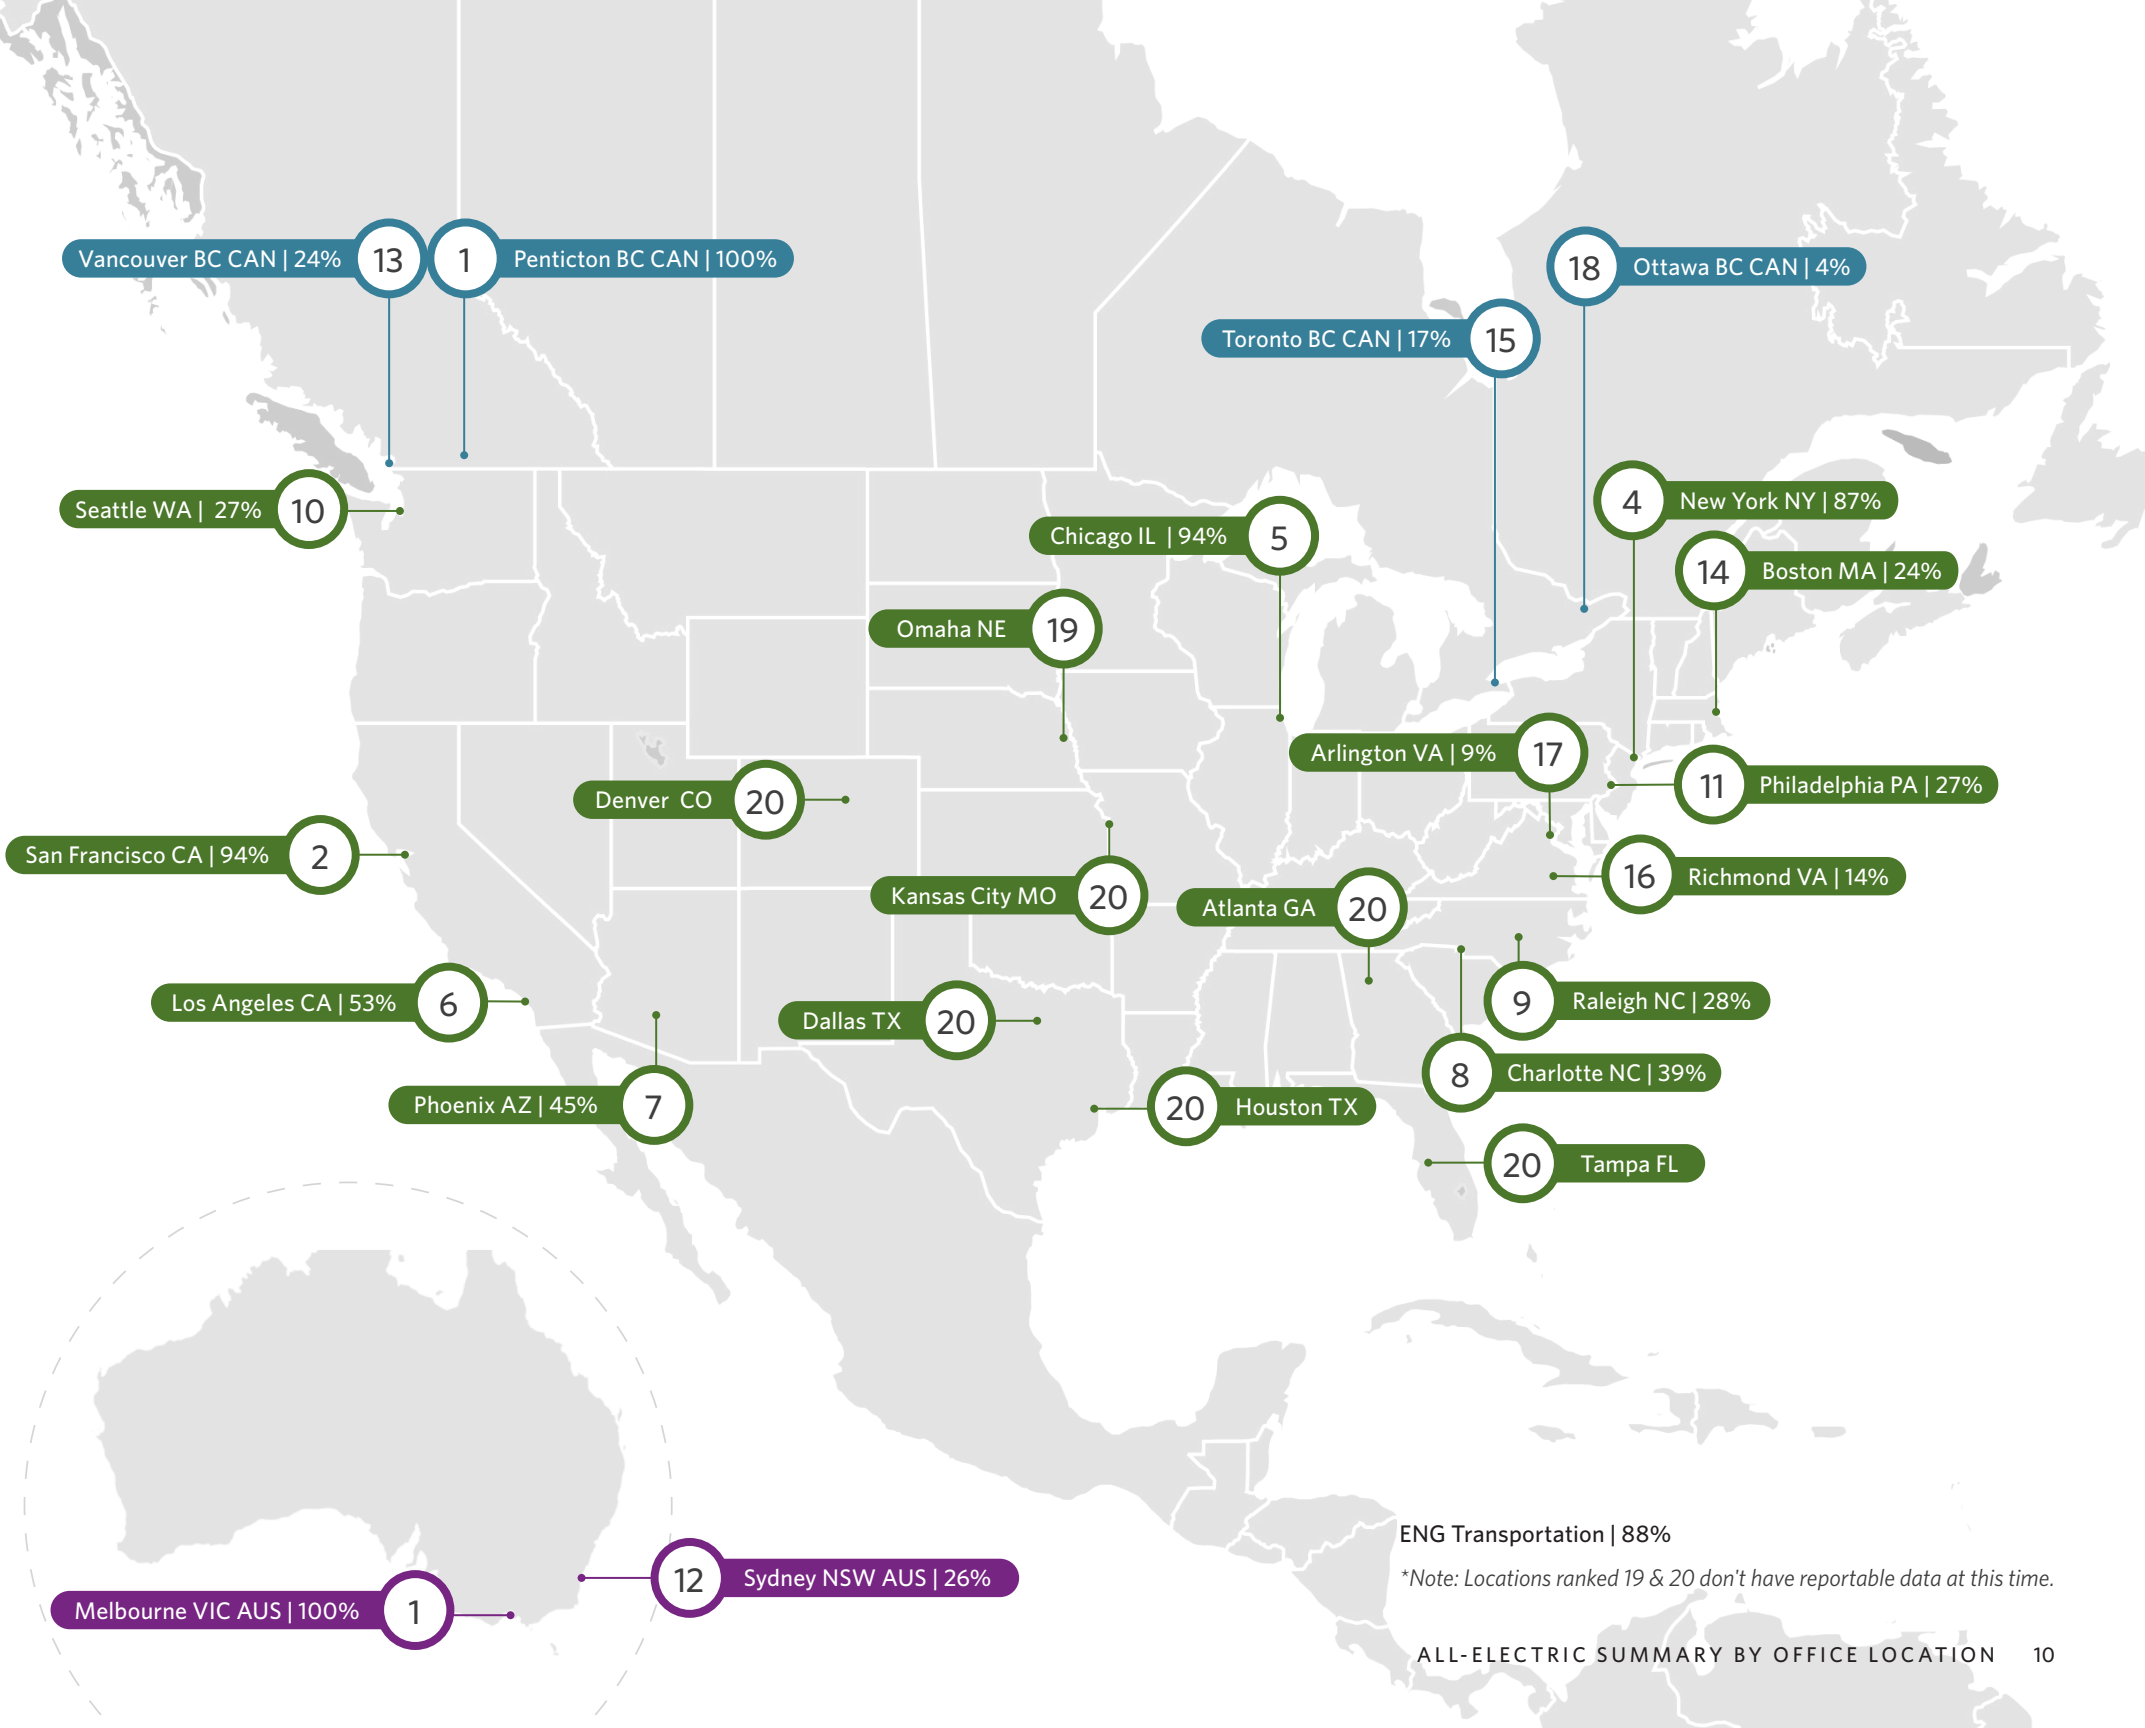 Vancouver BC CAN | 24% 13
1 Penticton BC CAN | 100%
18 Ottawa BC CAN | 4%
Toronto BC CAN | 17% 15
Seattle WA | 27% 10
4 New York NY | 87%
Chicago IL | 94% 5
14 Boston MA | 24%
Omaha NE 19
Arlington VA | 9% 17
11 Philadelphia PA | 27%
Denver CO 20
San Francisco CA | 94% 2
16 Richmond VA | 14%
Kansas City MO 20
Atlanta GA 20
Los Angeles CA | 53% 6
9 Raleigh NC | 28%
Dallas TX 20
8 Charlotte NC | 39%
Phoenix AZ | 45% 7
20 Houston TX
20 Tampa FL
ENG Transportation | 88%
*Note: Locations ranked 19 & 20 don't have reportable data at this time.
12 Sydney NSW AUS | 26%
Melbourne VIC AUS | 100% 1
ALL-ELECTRIC SUMMARY BY OFFICE LOCATION 10